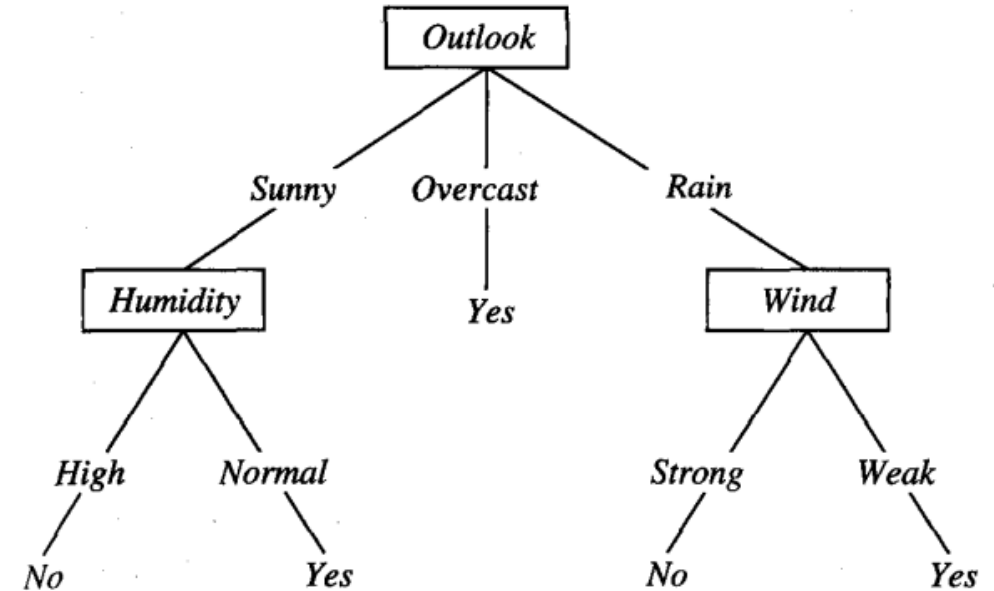 Outlook
Sunny Overcast Rain
Humidity Yes Wind
High Normal Strong Weak
No Yes No Yes